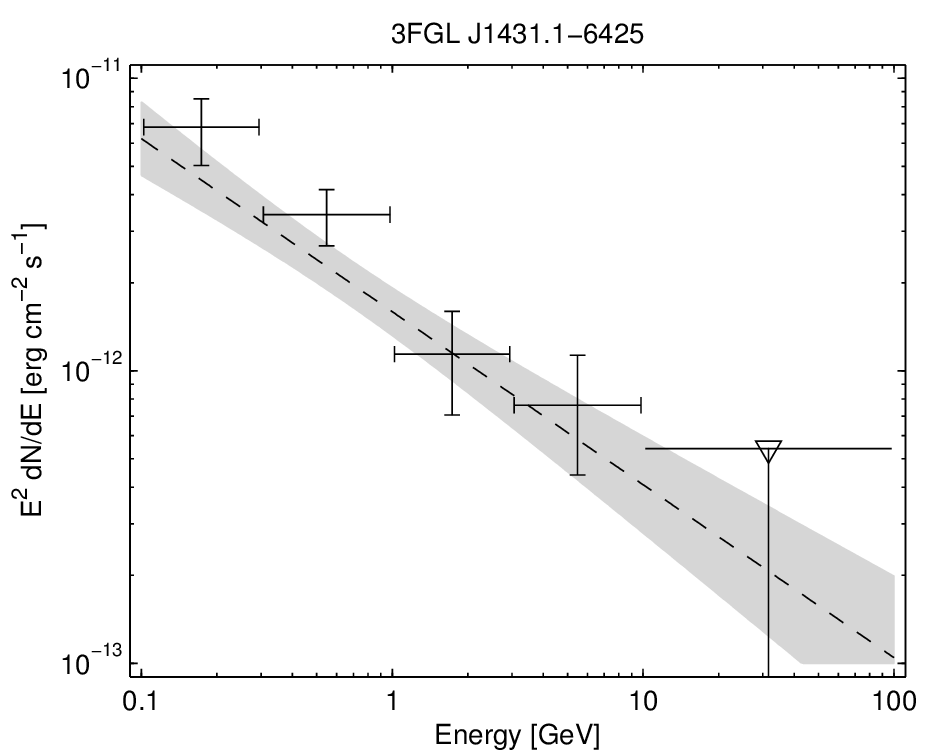 3FGL J1431.1−6425
10⁻¹¹
10⁻¹²
10⁻¹³
E² dN/dE [erg cm⁻² s⁻¹]
0.1 1 10 100
Energy [GeV]